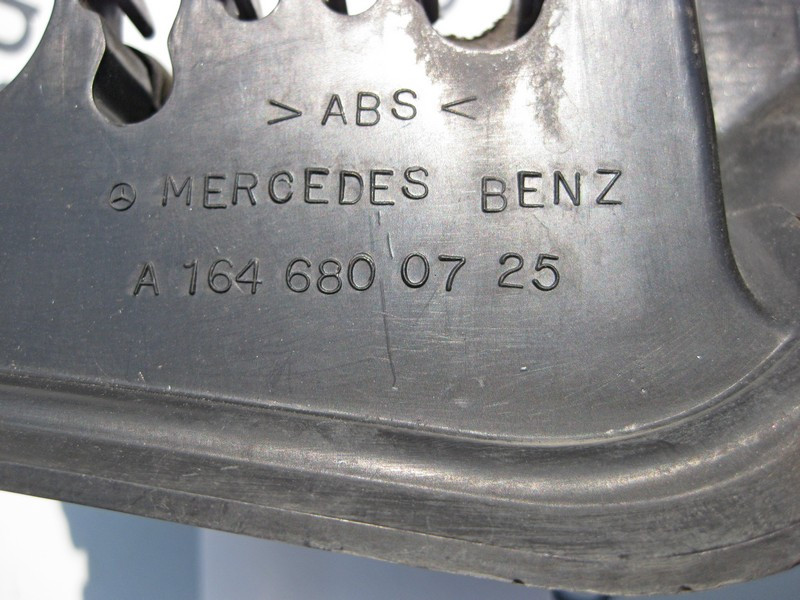 > ABS <
MERCEDES BENZ
A 164 680 07 25